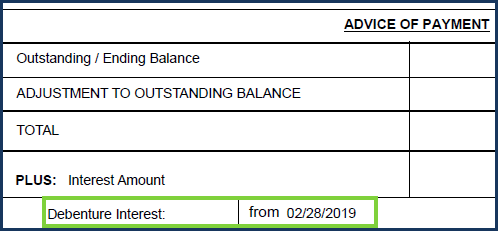 ADVICE OF PAYMENT
Outstanding / Ending Balance
ADJUSTMENT TO OUTSTANDING BALANCE
TOTAL
PLUS: Interest Amount
Debenture Interest: from 02/28/2019